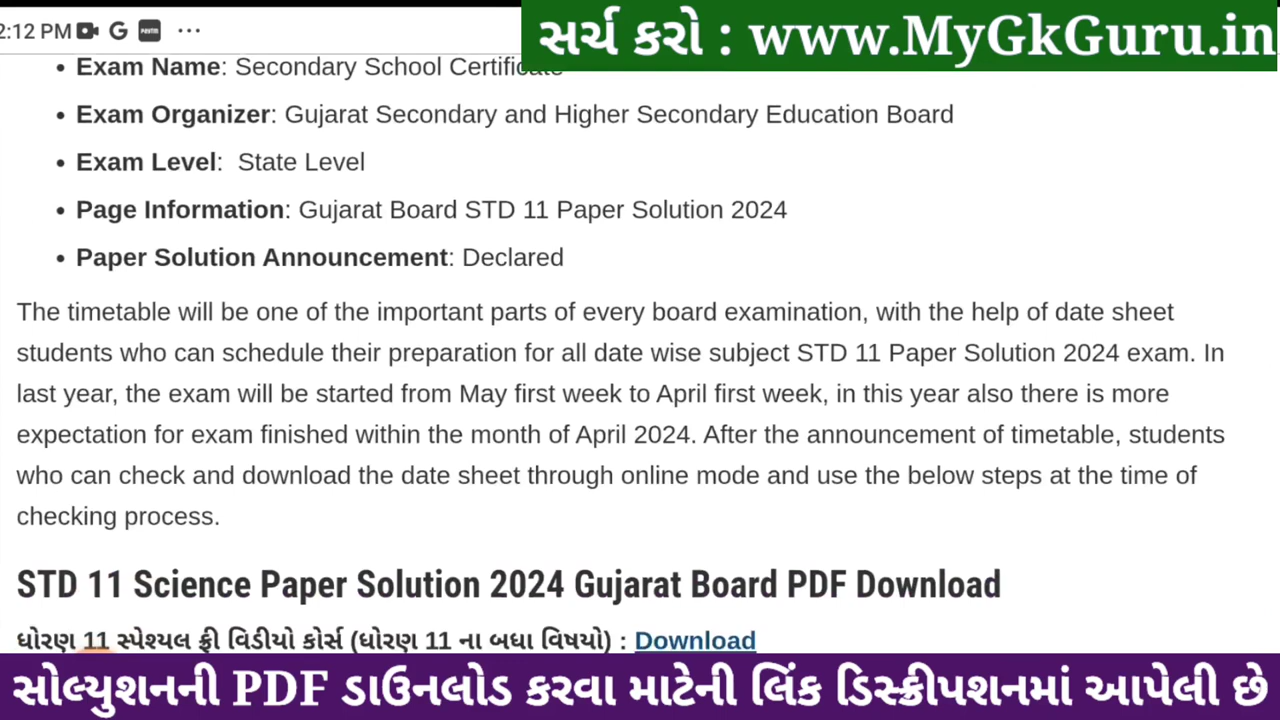 2:12 PM G Paytm ...
સર્ચ કરો : www.MyGkGuru.in
• Exam Name: Secondary School Certificate
• Exam Organizer: Gujarat Secondary and Higher Secondary Education Board
• Exam Level: State Level
• Page Information: Gujarat Board STD 11 Paper Solution 2024
• Paper Solution Announcement: Declared
The timetable will be one of the important parts of every board examination, with the help of date sheet
students who can schedule their preparation for all date wise subject STD 11 Paper Solution 2024 exam. In
last year, the exam will be started from May first week to April first week, in this year also there is more
expectation for exam finished within the month of April 2024. After the announcement of timetable, students
who can check and download the date sheet through online mode and use the below steps at the time of
checking process.
STD 11 Science Paper Solution 2024 Gujarat Board PDF Download
ધોરણ 11 સ્પેશ્યલ ફ્રી વિડીયો કોર્સ (ધોરણ 11 ના બધા વિષયો) : Download
સોલ્યુશનની PDF ડાઉનલોડ કરવા માટેની લિંક ડિસ્ક્રીપશનમાં આપેલી છે